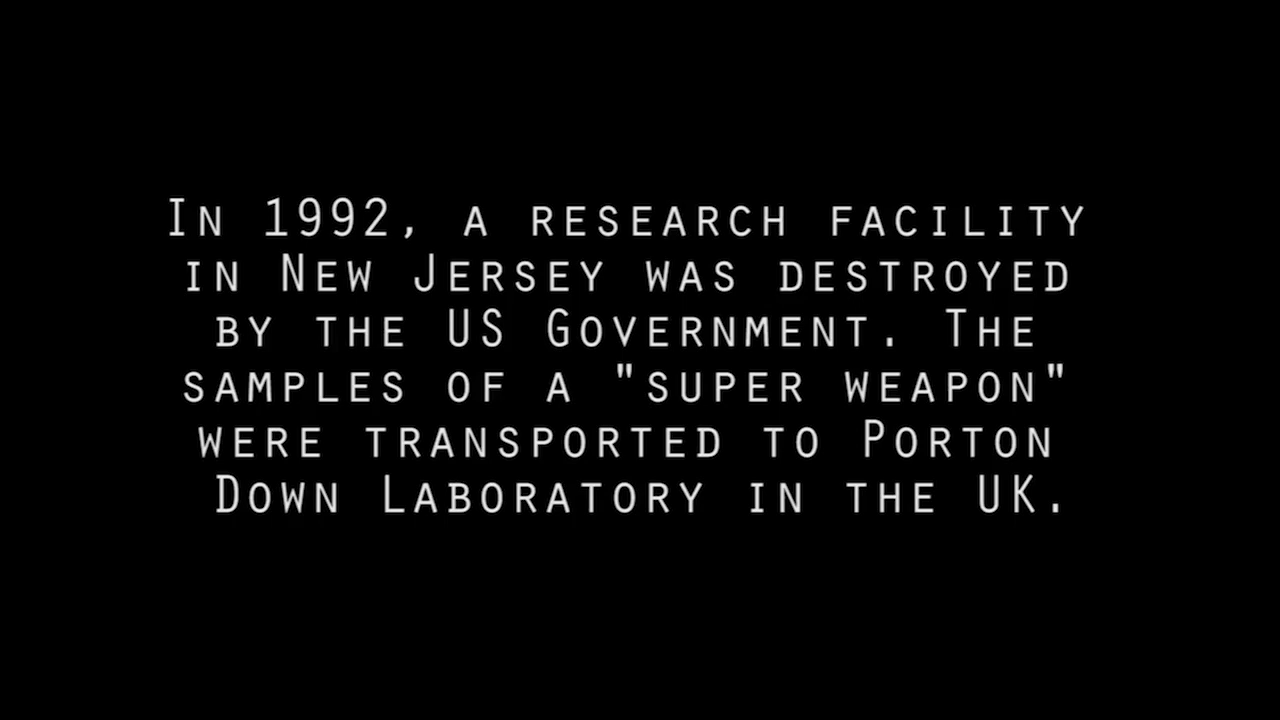 In 1992, a research facility
in New Jersey was destroyed
by the US Government. The
samples of a "super weapon"
were transported to Porton
Down Laboratory in the UK.